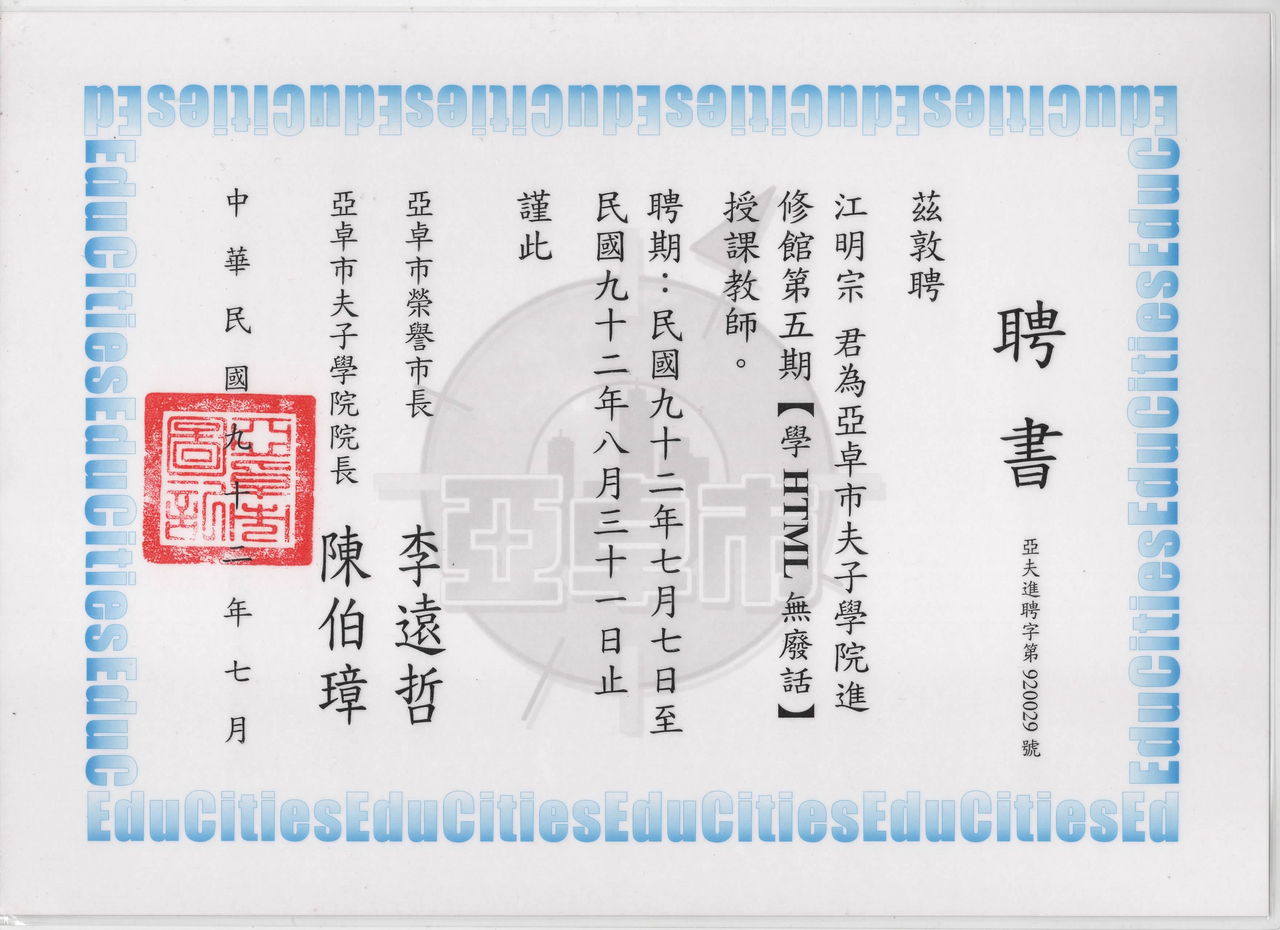 聘書
亞夫進聘字第 920029 號
茲敦聘
江明宗 君為亞卓市夫子學院進
修館第五期【學 HTML 無廢話】
授課教師。
聘期：民國九十二年七月七日至
民國九十二年八月三十一日止
謹此
亞卓市榮譽市長 李遠哲
亞卓市夫子學院院長 陳伯璋
中華民國九十二年七月
亞卓市
EduCitiesEduCitiesEduCitiesEduCitiesEd
EduCitiesEduCitiesEduC
EduCitiesEduCitiesEduCitiesEduCitiesEd
EduCitiesEduCitiesEduC